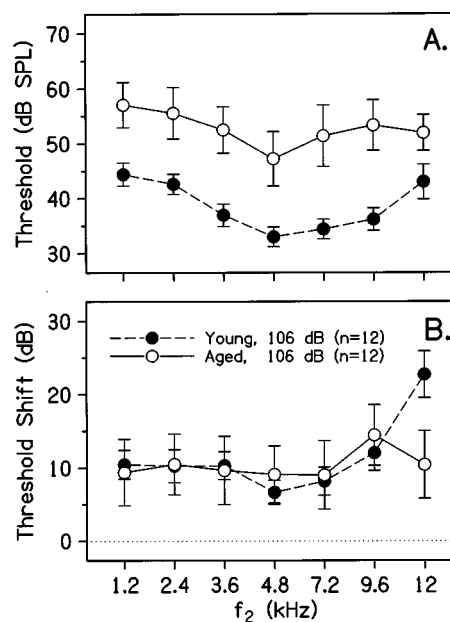 A.
Threshold (dB SPL)
70
60
50
40
30
B.
Young, 106 dB (n=12)
Aged, 106 dB (n=12)
Threshold Shift (dB)
30
20
10
0
1.2 2.4 3.6 4.8 7.2 9.6 12
f₂ (kHz)